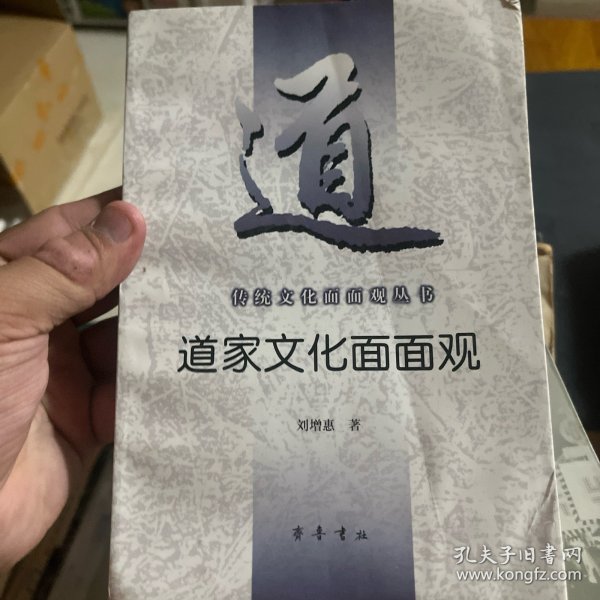 道
传统文化面面观丛书
道家文化面面观
刘增惠 著
齐鲁书社
孔夫子旧书网
www.kongfz.com